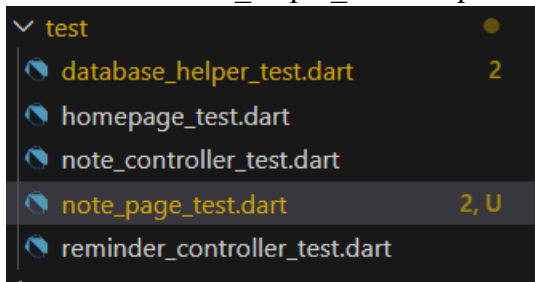 test
database_helper_test.dart 2
homepage_test.dart
note_controller_test.dart
note_page_test.dart 2, U
reminder_controller_test.dart